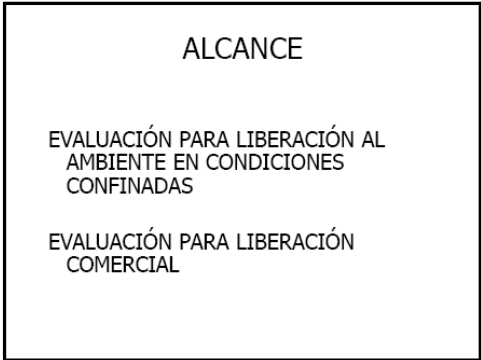 ALCANCE
EVALUACIÓN PARA LIBERACIÓN AL
AMBIENTE EN CONDICIONES
CONFINADAS
EVALUACIÓN PARA LIBERACIÓN
COMERCIAL